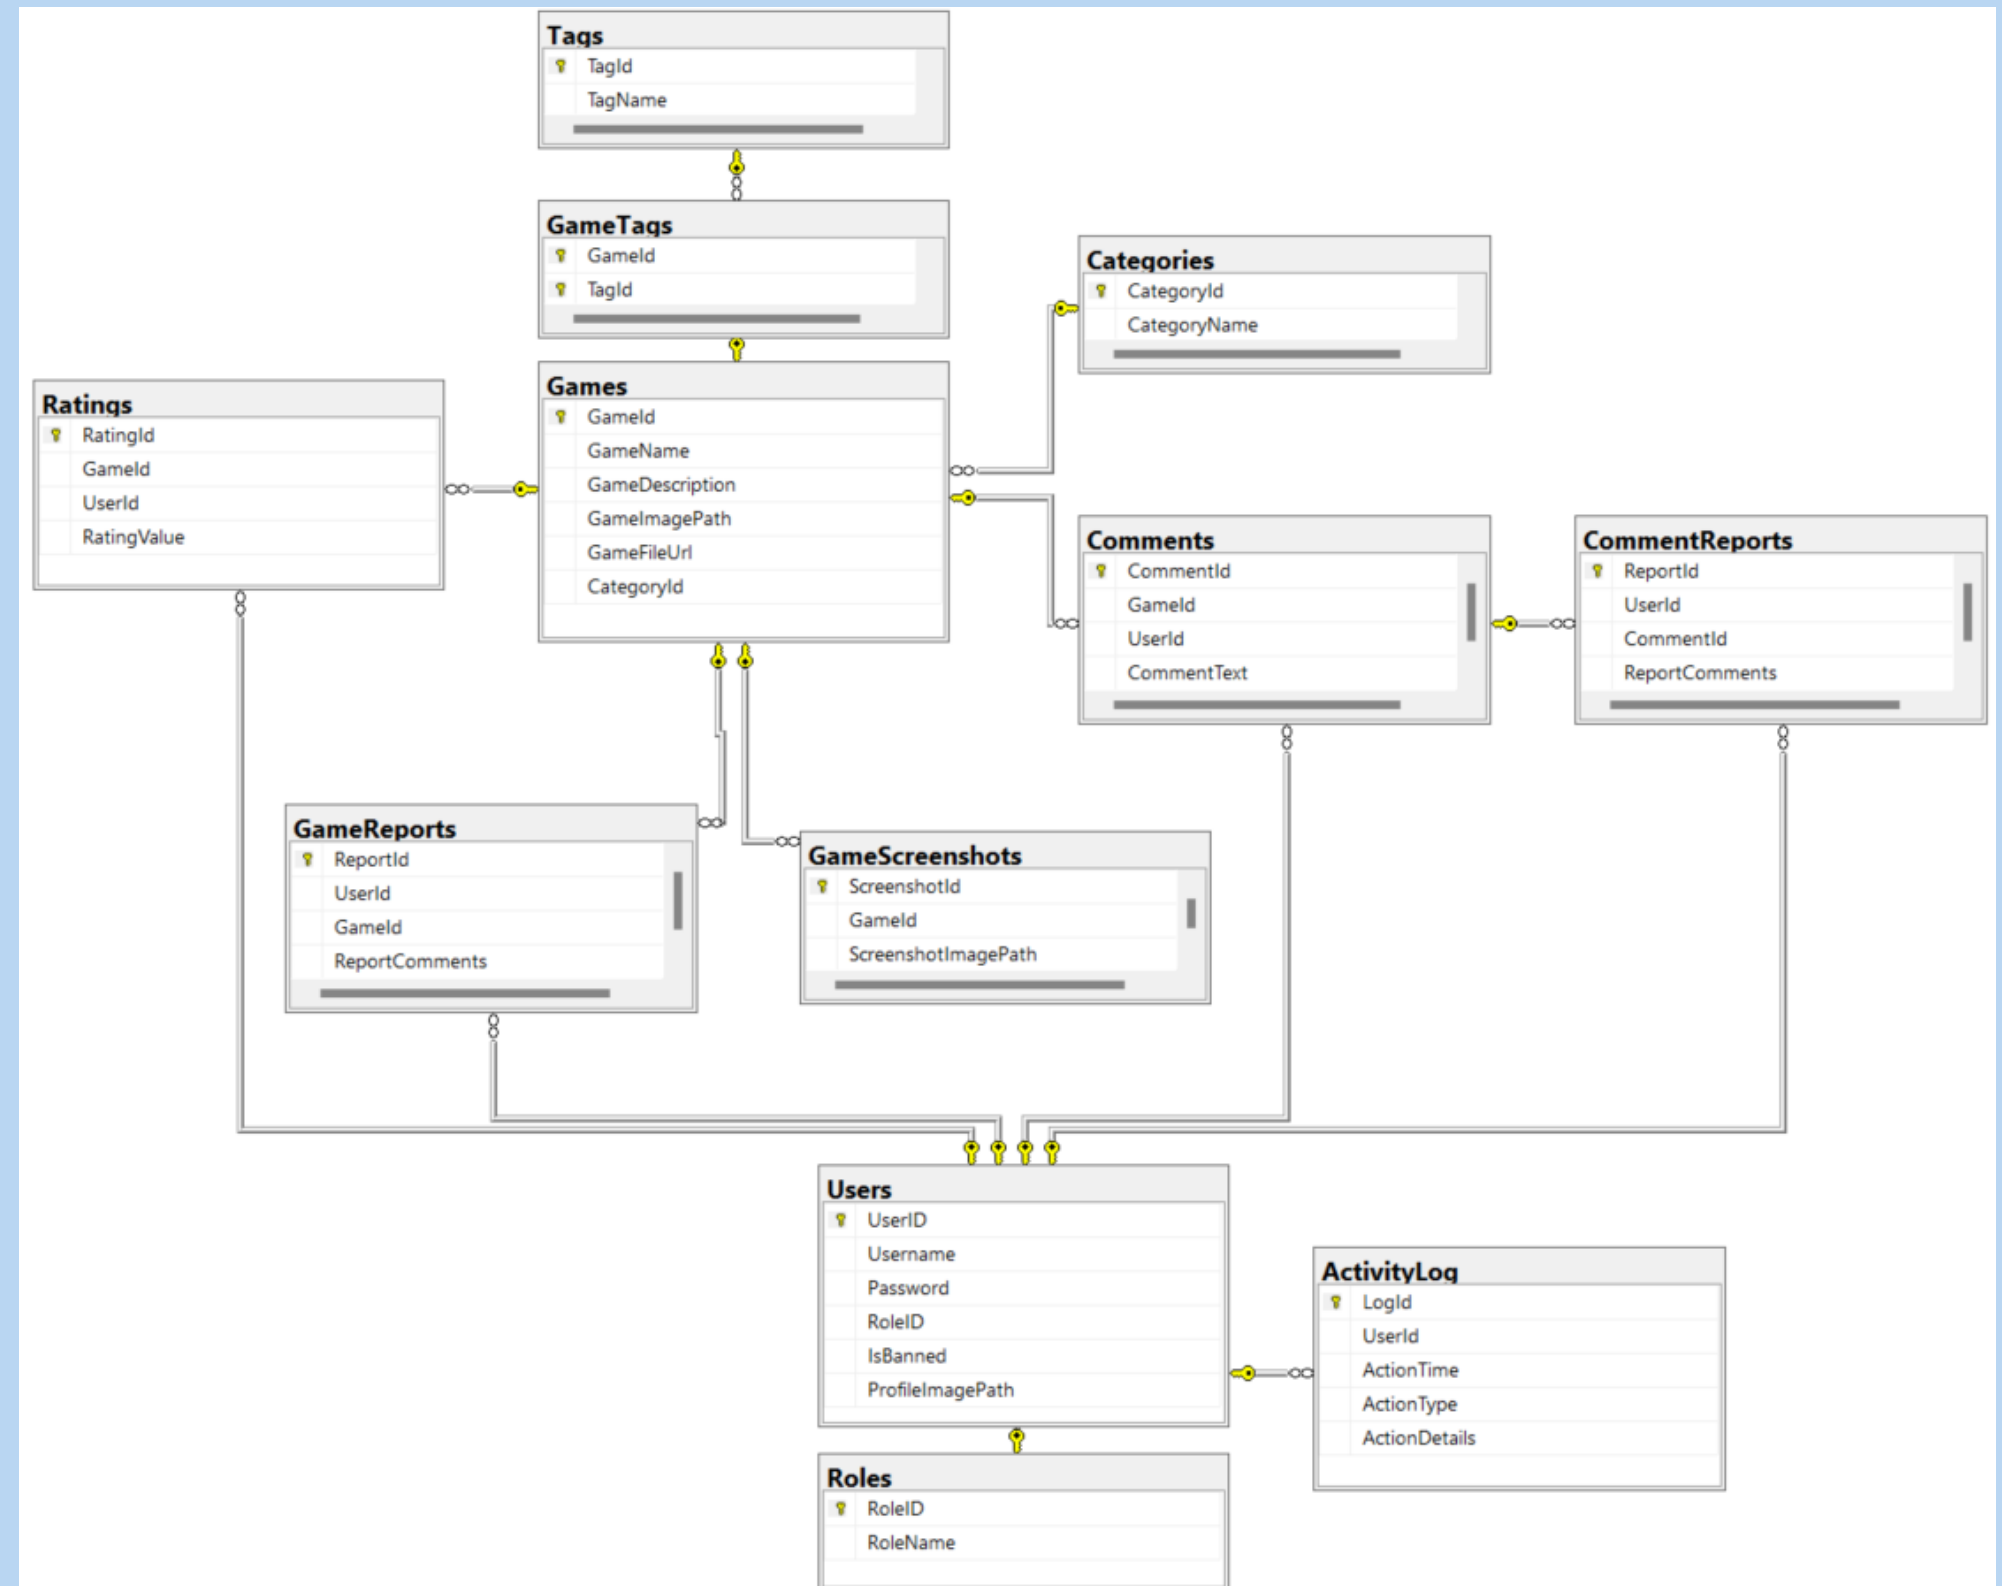 Tags
TagId
TagName
GameTags
GameId
TagId
Categories
CategoryId
CategoryName
Ratings
RatingId
GameId
UserId
RatingValue
Games
GameId
GameName
GameDescription
GameImagePath
GameFileUrl
CategoryId
Comments
CommentId
GameId
UserId
CommentText
CommentReports
ReportId
UserId
CommentId
ReportComments
GameReports
ReportId
UserId
GameId
ReportComments
GameScreenshots
ScreenshotId
GameId
ScreenshotImagePath
Users
UserID
Username
Password
RoleID
IsBanned
ProfileImagePath
ActivityLog
LogId
UserId
ActionTime
ActionType
ActionDetails
Roles
RoleID
RoleName